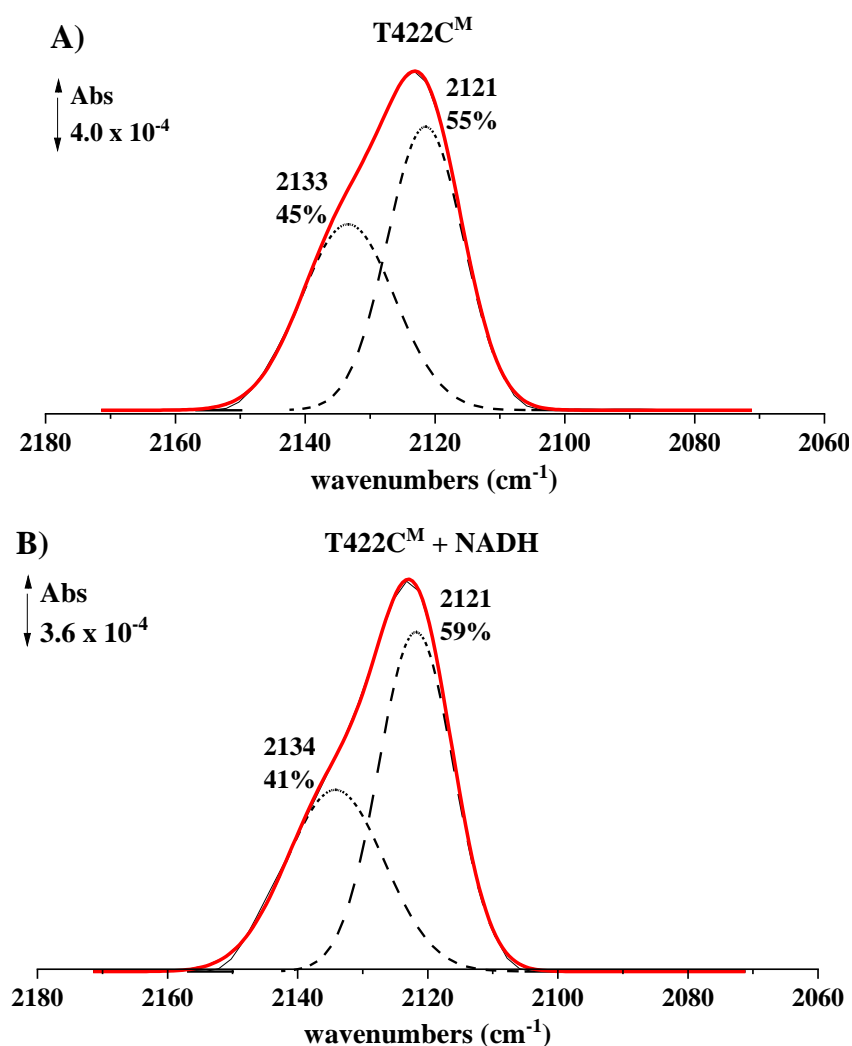 A)
T422Cᴹ
Abs
4.0 x 10⁻⁴
2121
55%
2133
45%
2180 2160 2140 2120 2100 2080 2060
wavenumbers (cm⁻¹)
B)
T422Cᴹ + NADH
Abs
3.6 x 10⁻⁴
2121
59%
2134
41%
2180 2160 2140 2120 2100 2080 2060
wavenumbers (cm⁻¹)